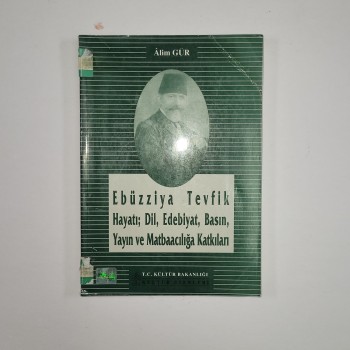 Âlim GÜR
Ebüzziya Tevfik
Hayatı; Dil, Edebiyat, Basın,
Yayın ve Matbaacılığa Katkıları
T.C. KÜLTÜR BAKANLIĞI